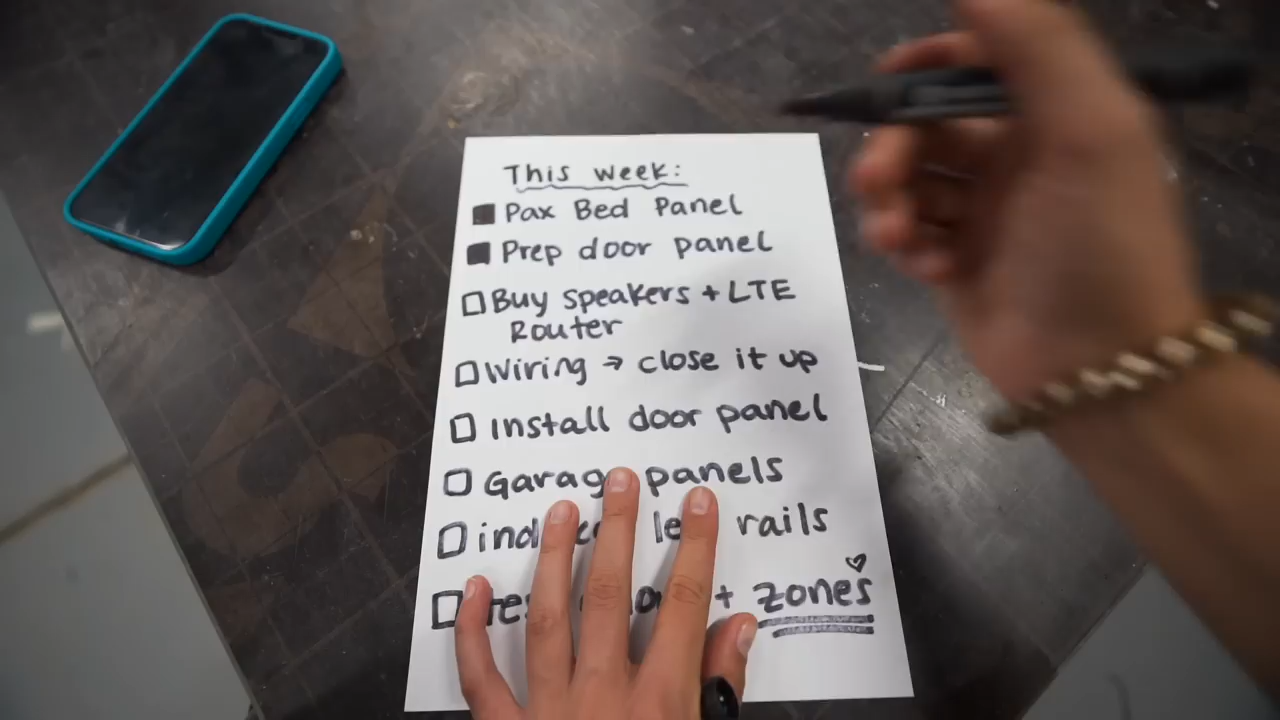 This week:
Pax Bed Panel
Prep door panel
Buy speakers + LTE
Router
Wiring → close it up
Install door panel
Garage panels
rails
+ zones